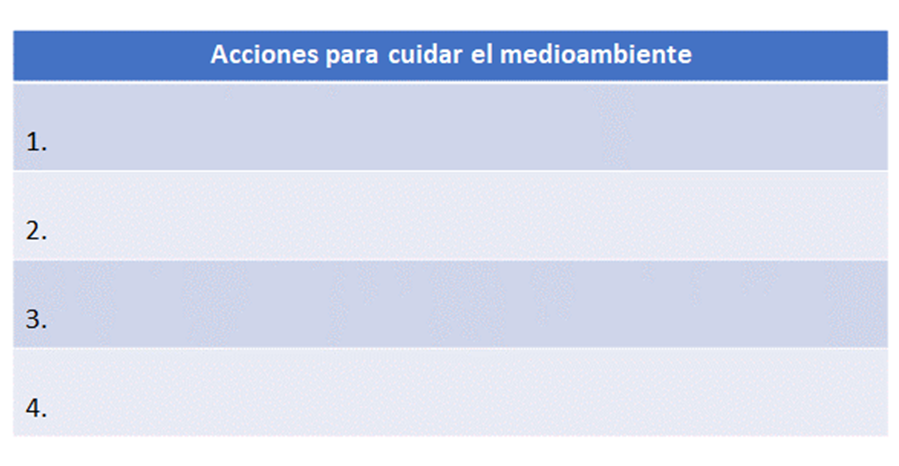 Acciones para cuidar el medioambiente
1.
2.
3.
4.